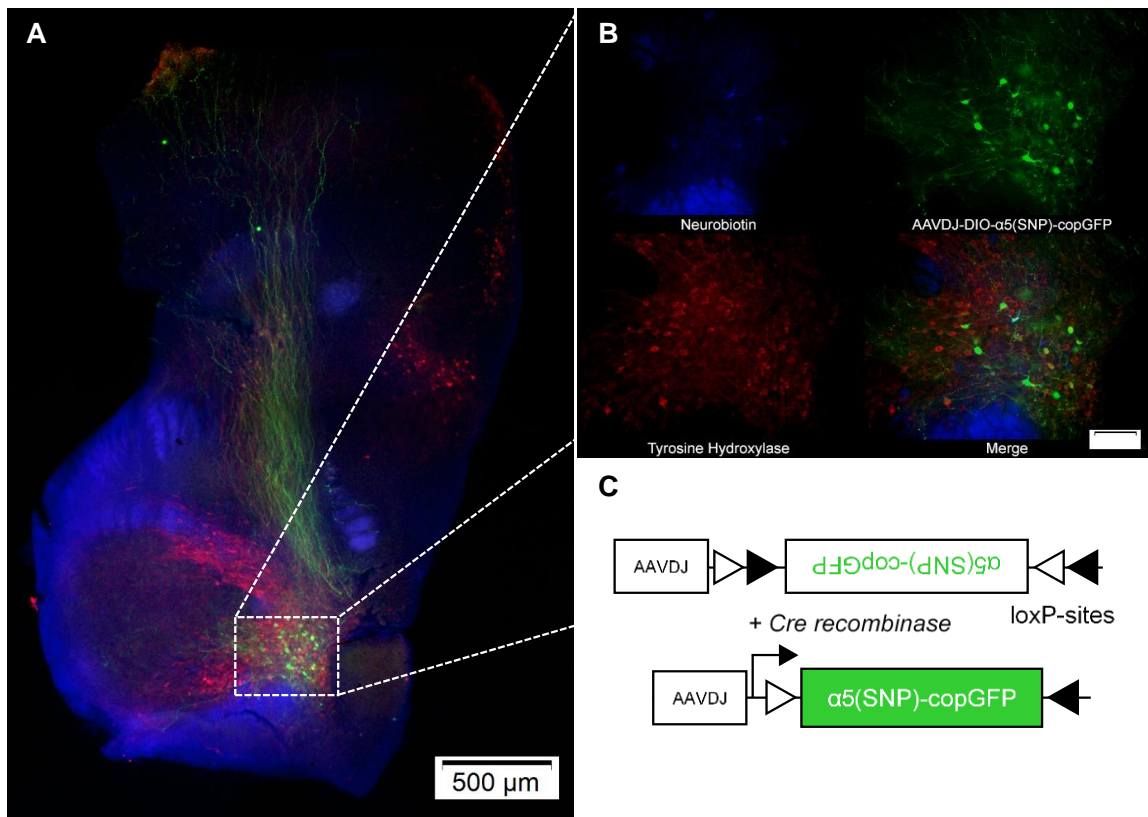 A
500 µm
B
Neurobiotin
AAVDJ-DIO-α5(SNP)-copGFP
Tyrosine Hydroxylase
Merge
C
AAVDJ
α5(SNP)-copGFP
loxP-sites
+ Cre recombinase
AAVDJ
α5(SNP)-copGFP